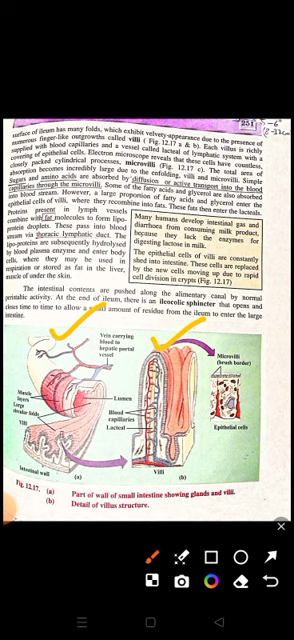 surface of ileum has many folds, which exhibit velvety appearance due to the presence of
numerous finger-like outgrowths called villi ( Fig. 12.17 a & b). Each villus is richly
supplied with blood capillaries and a vessel called lacteal of lymphatic system with a
covering of epithelial cells. Electron microscope reveals that these cells have countless,
closely packed cylindrical processes, microvilli (Fig. 12.17 c). The total area of
absorption becomes incredibly large due to the enfolding, villi and microvilli. Simple
Sugars and amino acids are absorbed by diffusion or active transport into the blood
capillaries through the microvilli. Some of the fatty acids and glycerol are also absorbed
into blood stream. However, a large proportion of fatty acids and glycerol enter the
epithelial cells of villi, where they recombine into fats. These fats then enter the lacteals.
Proteins present in lymph vessels
combine with fat molecules to form lipo-
protein droplets. These pass into blood
stream via thoracic lymphatic duct. The
lipo-proteins are subsequently hydrolysed
by blood plasma enzyme and enter body
cells, where they may be used in
respiration or stored as fat in the liver,
muscle or under the skin.
Many humans develop intestinal gas and
diarrhoea from consuming milk product,
because they lack the enzymes for
digesting lactose in milk.
The epithelial cells of villi are constantly
shed into intestine. These cells are replaced
by the new cells moving up due to rapid
cell division in crypts (Fig. 12.17)
The intestinal contents are pushed along the alimentary canal by normal
peristaltic activity. At the end of ileum, there is an ileocolic sphincter that opens and
closes time to time to allow a small amount of residue from the ileum to enter the large
intestine.
Vein carrying
blood to
hepatic portal
vessel
Muscle
layers
Large
circular folds
Villi
Lumen
Blood
capillaries
Lacteal
Intestinal wall
(a)
Villi
(b)
Microvilli
(brush border)
Epithelial cells
Fig. 12.17. (a) Part of wall of small intestine showing glands and villi.
(b) Detail of villus structure.